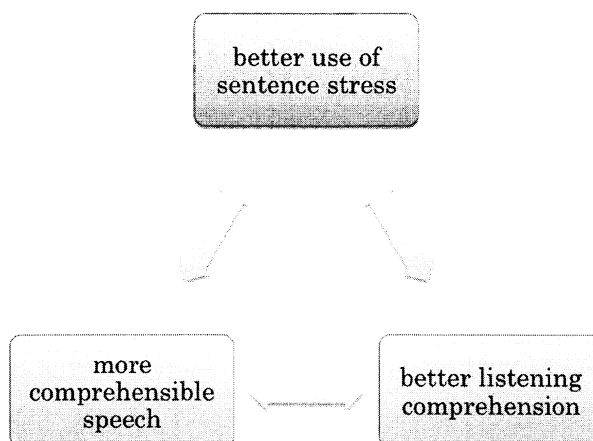 better use of
sentence stress
more
comprehensible
speech
better listening
comprehension